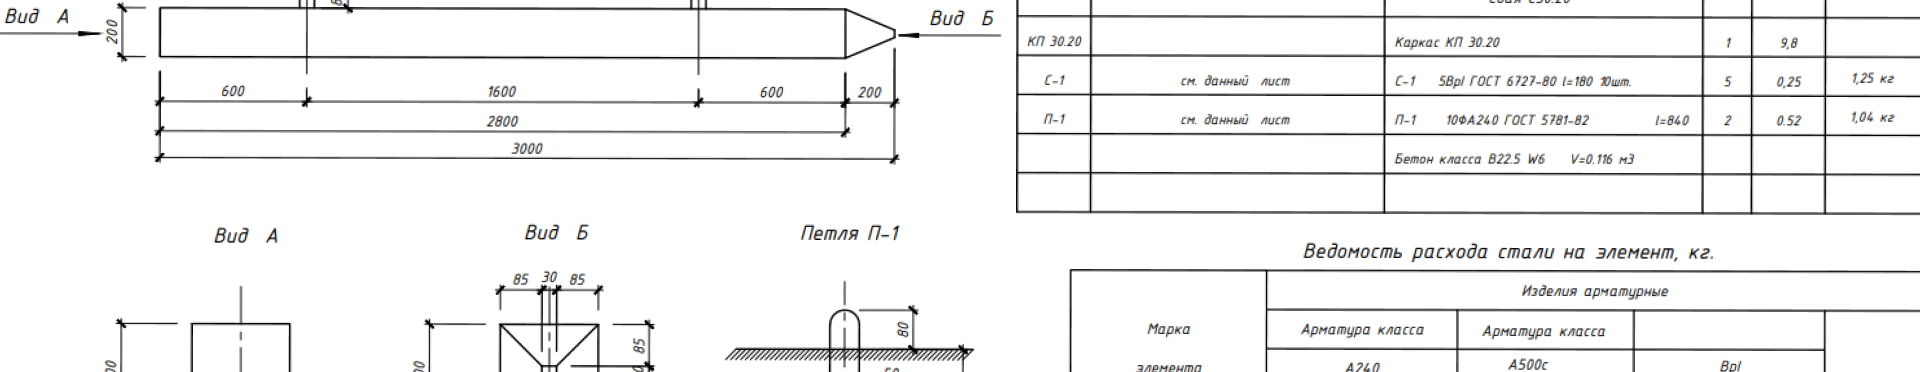 Вид А
200
Вид Б
600
1600
600
200
2800
3000
Свая С30.20
КП 30.20 Каркас КП 30.20 1 9,8
С-1 см. данный лист С-1 5ВрI ГОСТ 6727-80 l=180 10шт. 5 0,25 1,25 кг
П-1 см. данный лист П-1 10ФА240 ГОСТ 5781-82 l=840 2 0.52 1,04 кг
Бетон класса В22.5 W6 V=0.116 м3
Вид А
Вид Б
Петля П-1
85 30 85
85
80
Ведомость расхода стали на элемент, кг.
Изделия арматурные
Марка
элемента
Арматура класса
Арматура класса
А240
А500с
ВрI